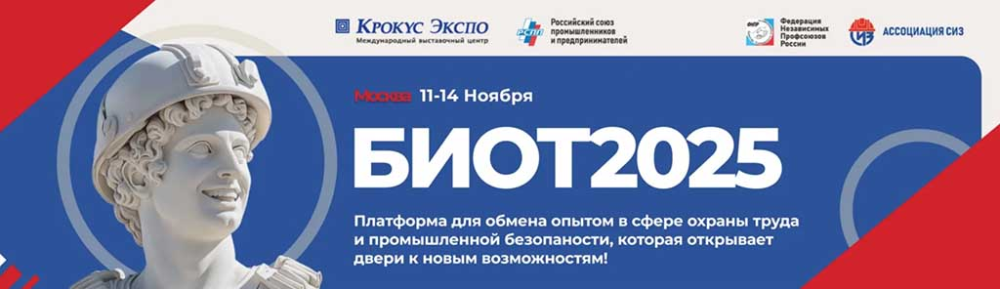 КРОКУС ЭКСПО
Международный выставочный центр
РСПП
Российский союз
промышленников
и предпринимателей
ФНПР
Федерация
Независимых
Профсоюзов
России
СИЗ
АССОЦИАЦИЯ СИЗ
Москва 11-14 Ноября
БИОТ2025
Платформа для обмена опытом в сфере охраны труда
и промышленной безопаности, которая открывает
двери к новым возможностям!